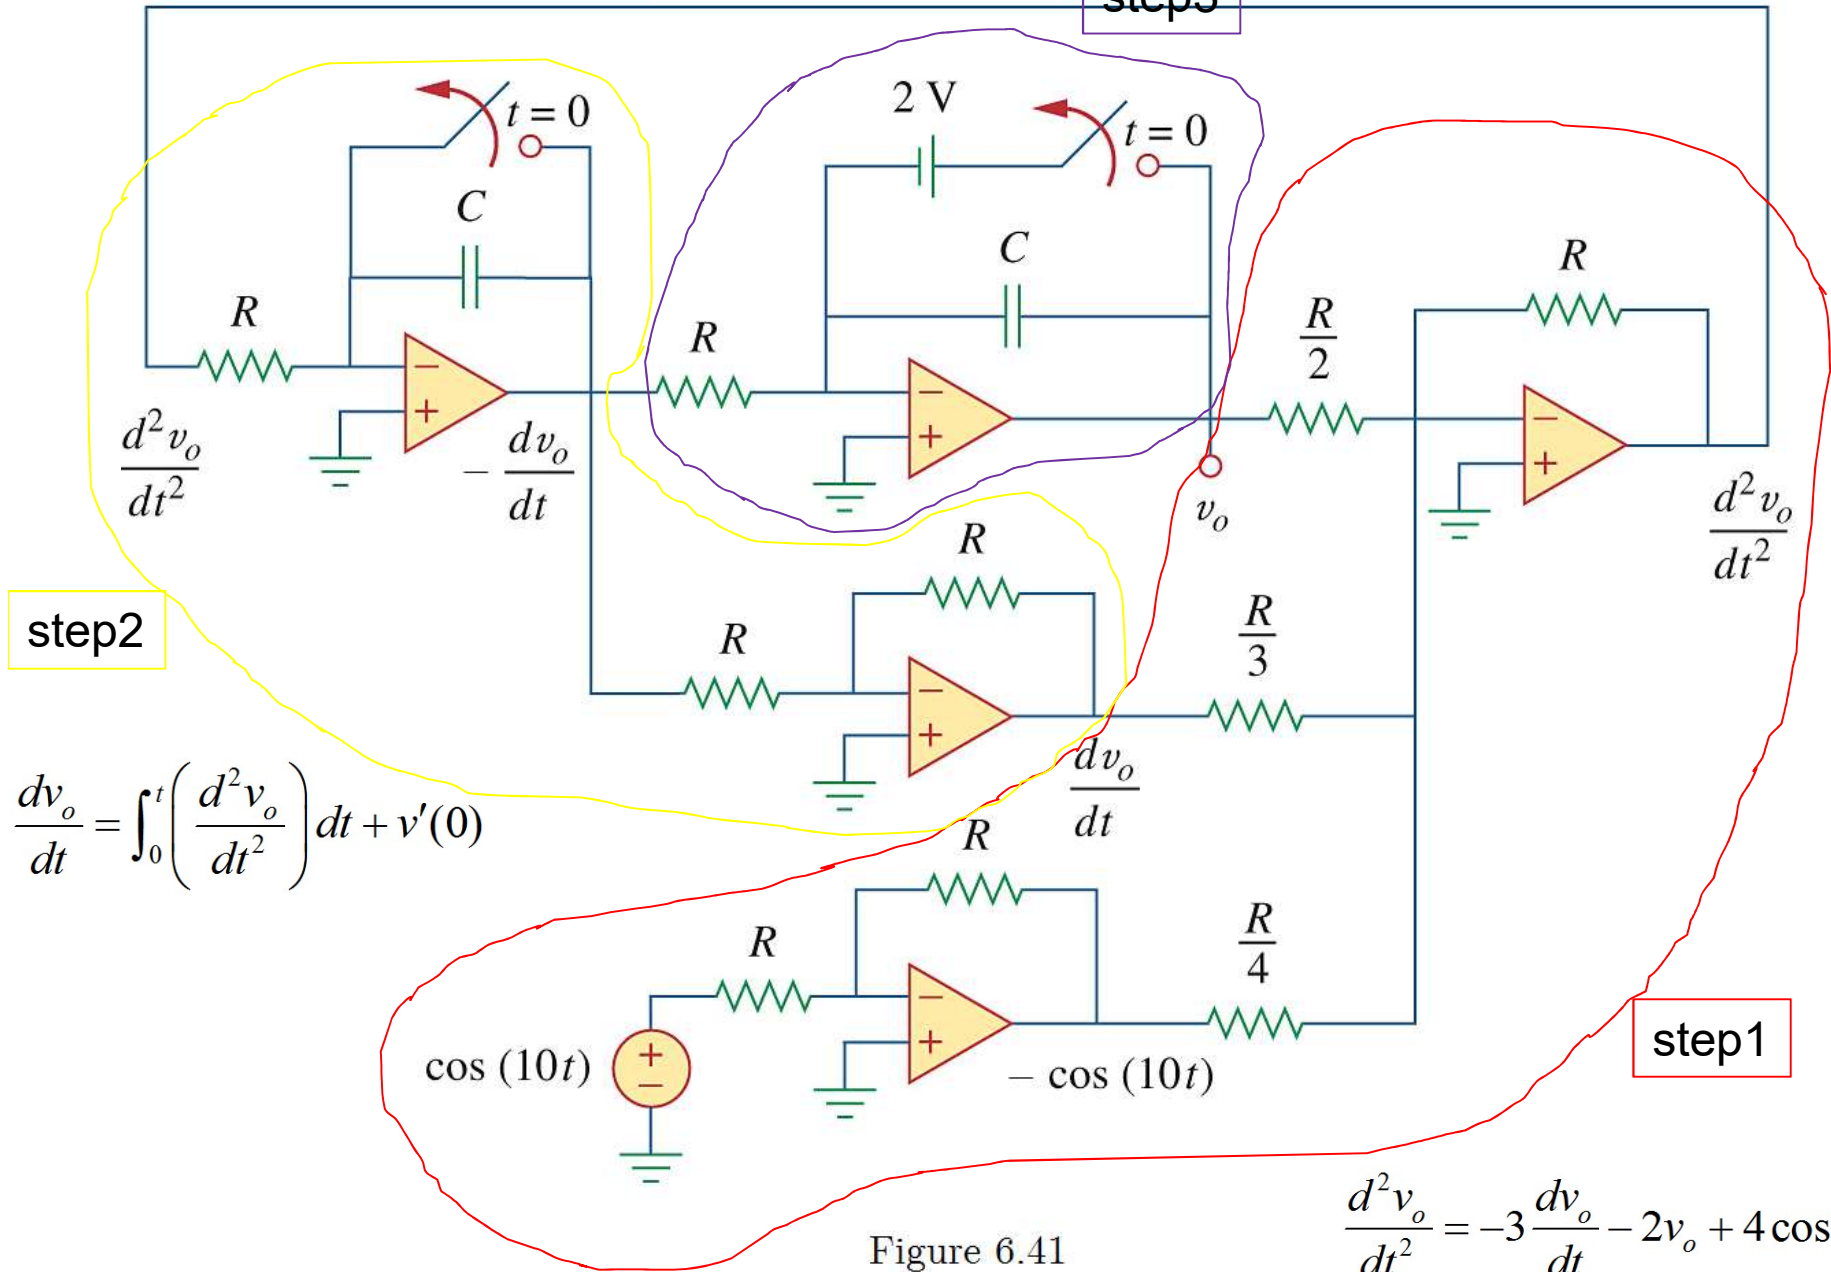 step3
2 V
t = 0
t = 0
C
C
R
R
R
R/2
− +
− +
− +
d²vₒ/dt²
− dvₒ/dt
vₒ
d²vₒ/dt²
R
R
R/3
step2
− +
dvₒ/dt
dvₒ/dt = ∫₀ᵗ (d²vₒ/dt²) dt + v′(0)
R
R
R/4
− +
cos (10t)
+ −
− cos (10t)
step1
d²vₒ/dt² = −3 dvₒ/dt − 2vₒ + 4 cos
Figure 6.41